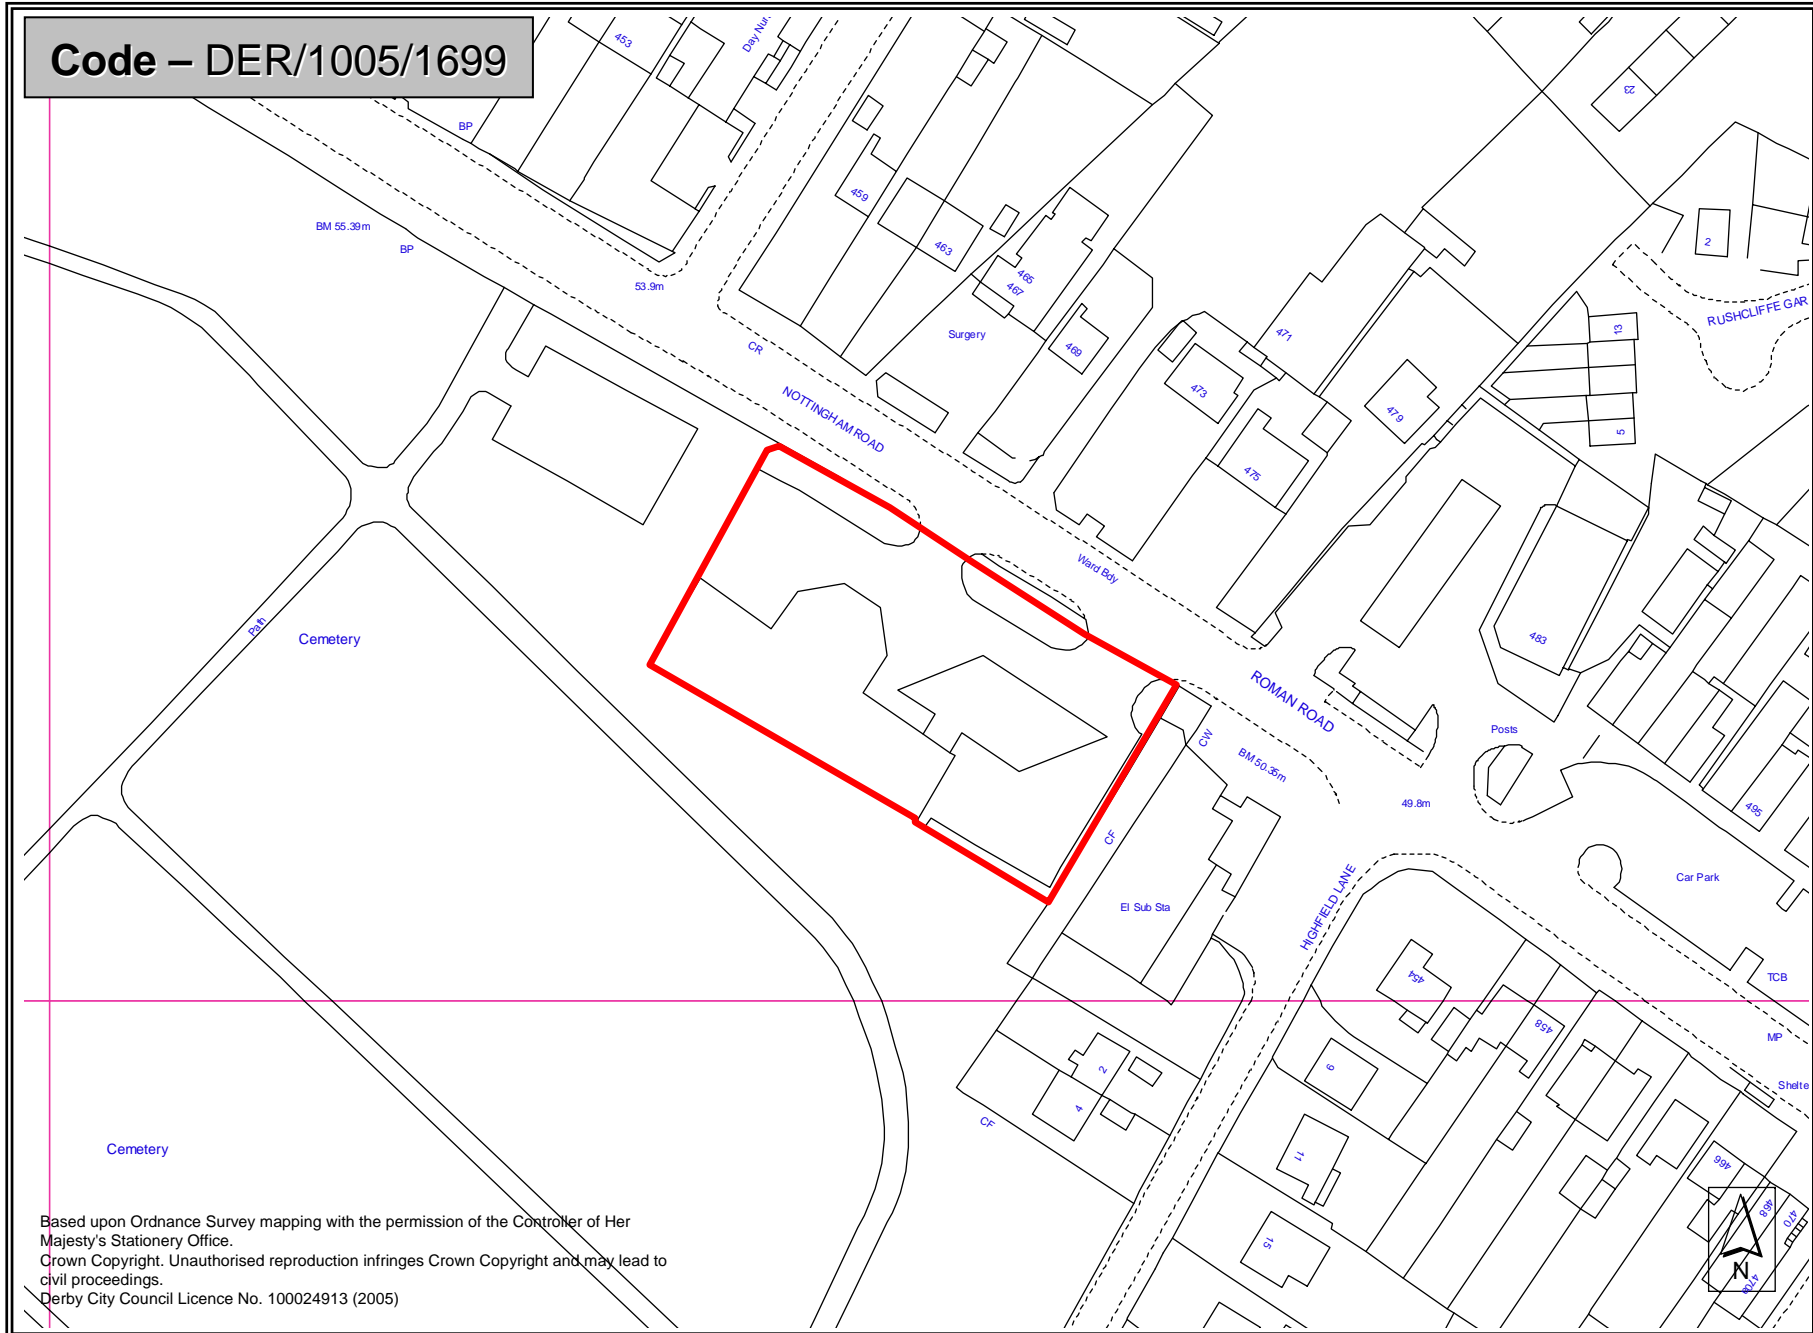 Code – DER/1005/1699
453
Day Nur
23
BP
459
463
BM 55.39m
BP
53.9m
465
467
Surgery
469
CR
NOTTINGHAM ROAD
471
473
475
479
2
RUSHCLIFFE GAR
13
5
Ward Bdy
483
ROMAN ROAD
Posts
Path
Cemetery
CW
BM 50.35m
49.8m
495
CF
El Sub Sta
HIGHFIELD LANE
Car Park
454
458
TCB
MP
Shelte
2
4
6
CF
11
15
466
468
470
470a
Cemetery
N
Based upon Ordnance Survey mapping with the permission of the Controller of Her
Majesty's Stationery Office.
Crown Copyright. Unauthorised reproduction infringes Crown Copyright and may lead to
civil proceedings.
Derby City Council Licence No. 100024913 (2005)